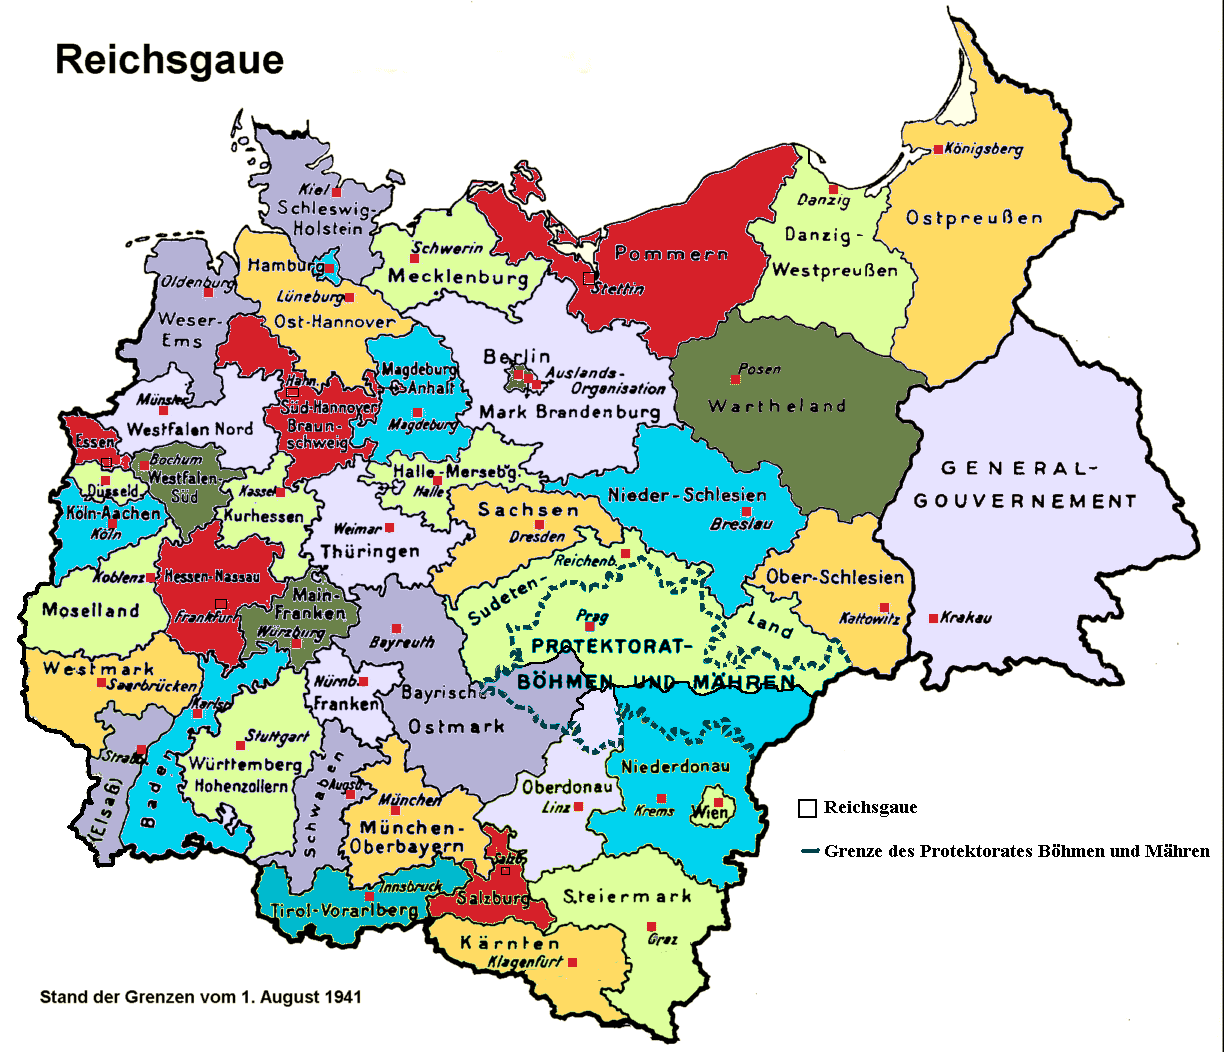 Reichsgaue
Königsberg
Kiel
Schleswig-
Holstein
Danzig
Ostpreußen
Danzig-
Westpreußen
Schwerin
Mecklenburg
Pommern
Stettin
Hamburg
Oldenburg
Lüneburg
Weser-
Ems
Ost-Hannover
Berlin
Auslands-
Organisation
Mark Brandenburg
Magdeburg
Anhalt
Magdeburg
Posen
Wartheland
Hann.
Süd-Hannover
Braun-
schweig
Münster
Westfalen Nord
Essen
Bochum
Westfalen-
Süd
Düsseld
Kassel
Kurhessen
Halle-Mersebg.
Halle
Nieder-Schlesien
Breslau
GENERAL-
GOUVERNEMENT
Köln-Aachen
Köln
Sachsen
Dresden
Weimar
Thüringen
Reichenb.
Ober-Schlesien
Kattowitz
Krakau
Koblenz
Hessen-Nassau
Moselland
Frankfurt
Main-
Franken
Würzburg
Bayreuth
Sudeten-
Land
Prag
PROTEKTORAT-
BÖHMEN UND MÄHREN
Westmark
Saarbrücken
Nürnb.
Franken
Bayrische
Ostmark
Karlsr
Strassb.
Stuttgart
Württemberg
Hohenzollern
(Elsaß)
Baden
Schwaben
Augsb.
München
München-
Oberbayern
Oberdonau
Linz
Niederdonau
Krems
Wien
Reichsgaue
Grenze des Protektorates Böhmen und Mähren
Innsbruck
Tirol-Vorarlberg
Salzb.
Salzburg
Steiermark
Graz
Kärnten
Klagenfurt
Stand der Grenzen vom 1. August 1941